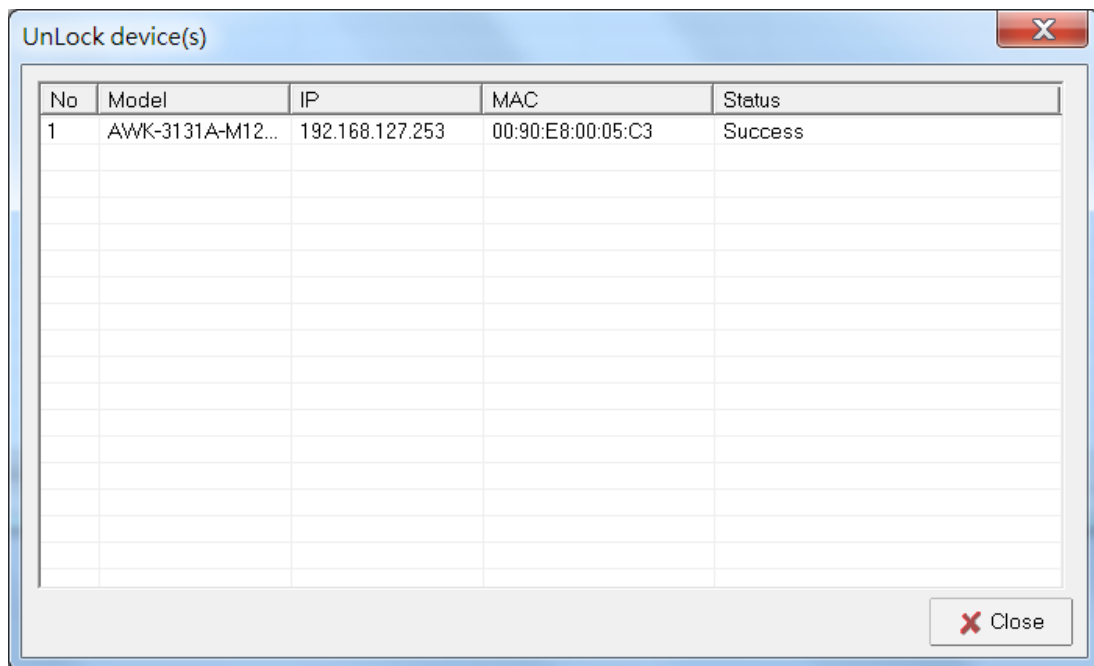 UnLock device(s)
No Model IP MAC Status
1 AWK-3131A-M12... 192.168.127.253 00:90:E8:00:05:C3 Success
Close